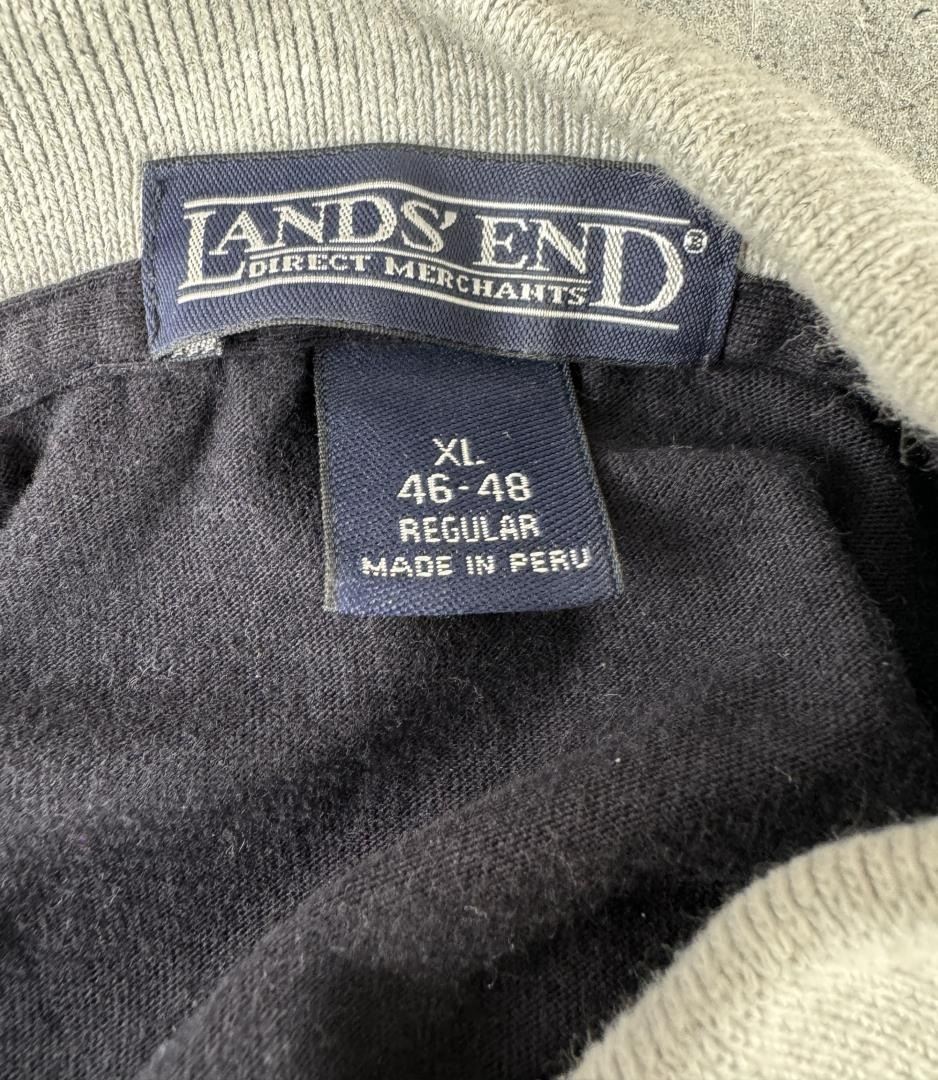 LANDS' END®
DIRECT MERCHANTS
XL
46-48
REGULAR
MADE IN PERU